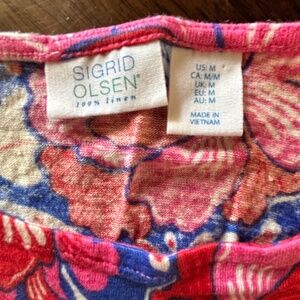 SIGRID
OLSEN®
100% linen
US: M
CA: M/M
UK: M
EU: M
AU: M
MADE IN
VIETNAM